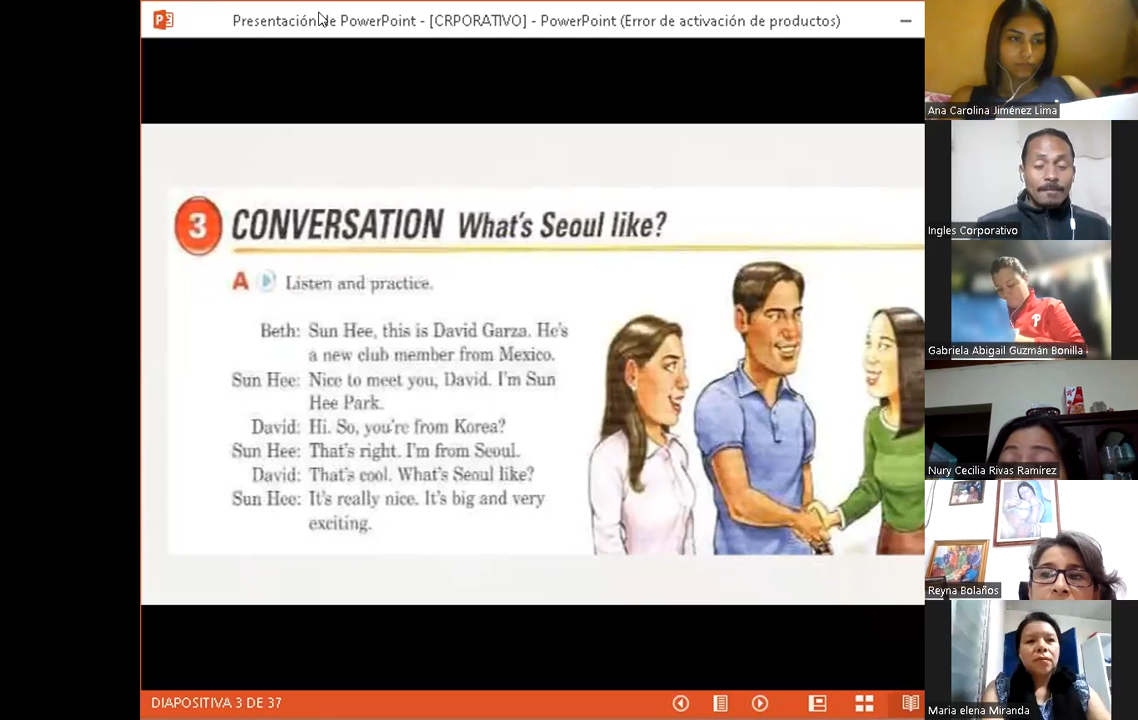 Presentación de PowerPoint - [CRPORATIVO] - PowerPoint (Error de activación de productos)
3 CONVERSATION What's Seoul like?
A Listen and practice.
Beth: Sun Hee, this is David Garza. He's
a new club member from Mexico.
Sun Hee: Nice to meet you, David. I'm Sun
Hee Park.
David: Hi. So, you're from Korea?
Sun Hee: That's right. I'm from Seoul.
David: That's cool. What's Seoul like?
Sun Hee: It's really nice. It's big and very
exciting.
DIAPOSITIVA 3 DE 37
Ana Carolina Jiménez Lima
Ingles Corporativo
Gabriela Abigail Guzmán Bonilla
P
Nury Cecilia Rivas Ramírez
Reyna Bolaños
Maria elena Miranda